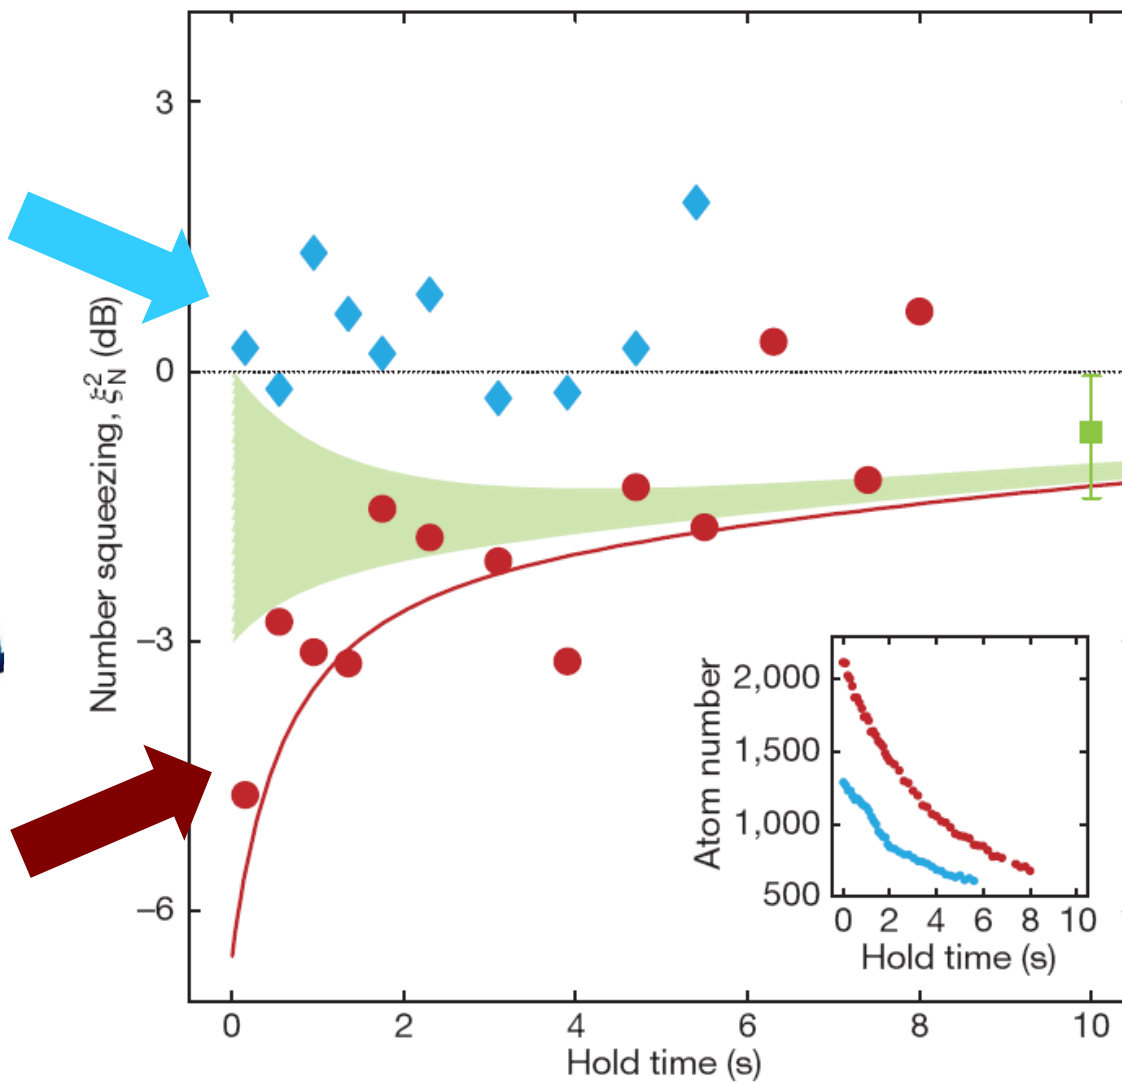 3
0
−3
−6
Number squeezing, ξ²N (dB)
0 2 4 6 8 10
Hold time (s)
2,000
1,500
1,000
500
Atom number
0 2 4 6 8 10
Hold time (s)